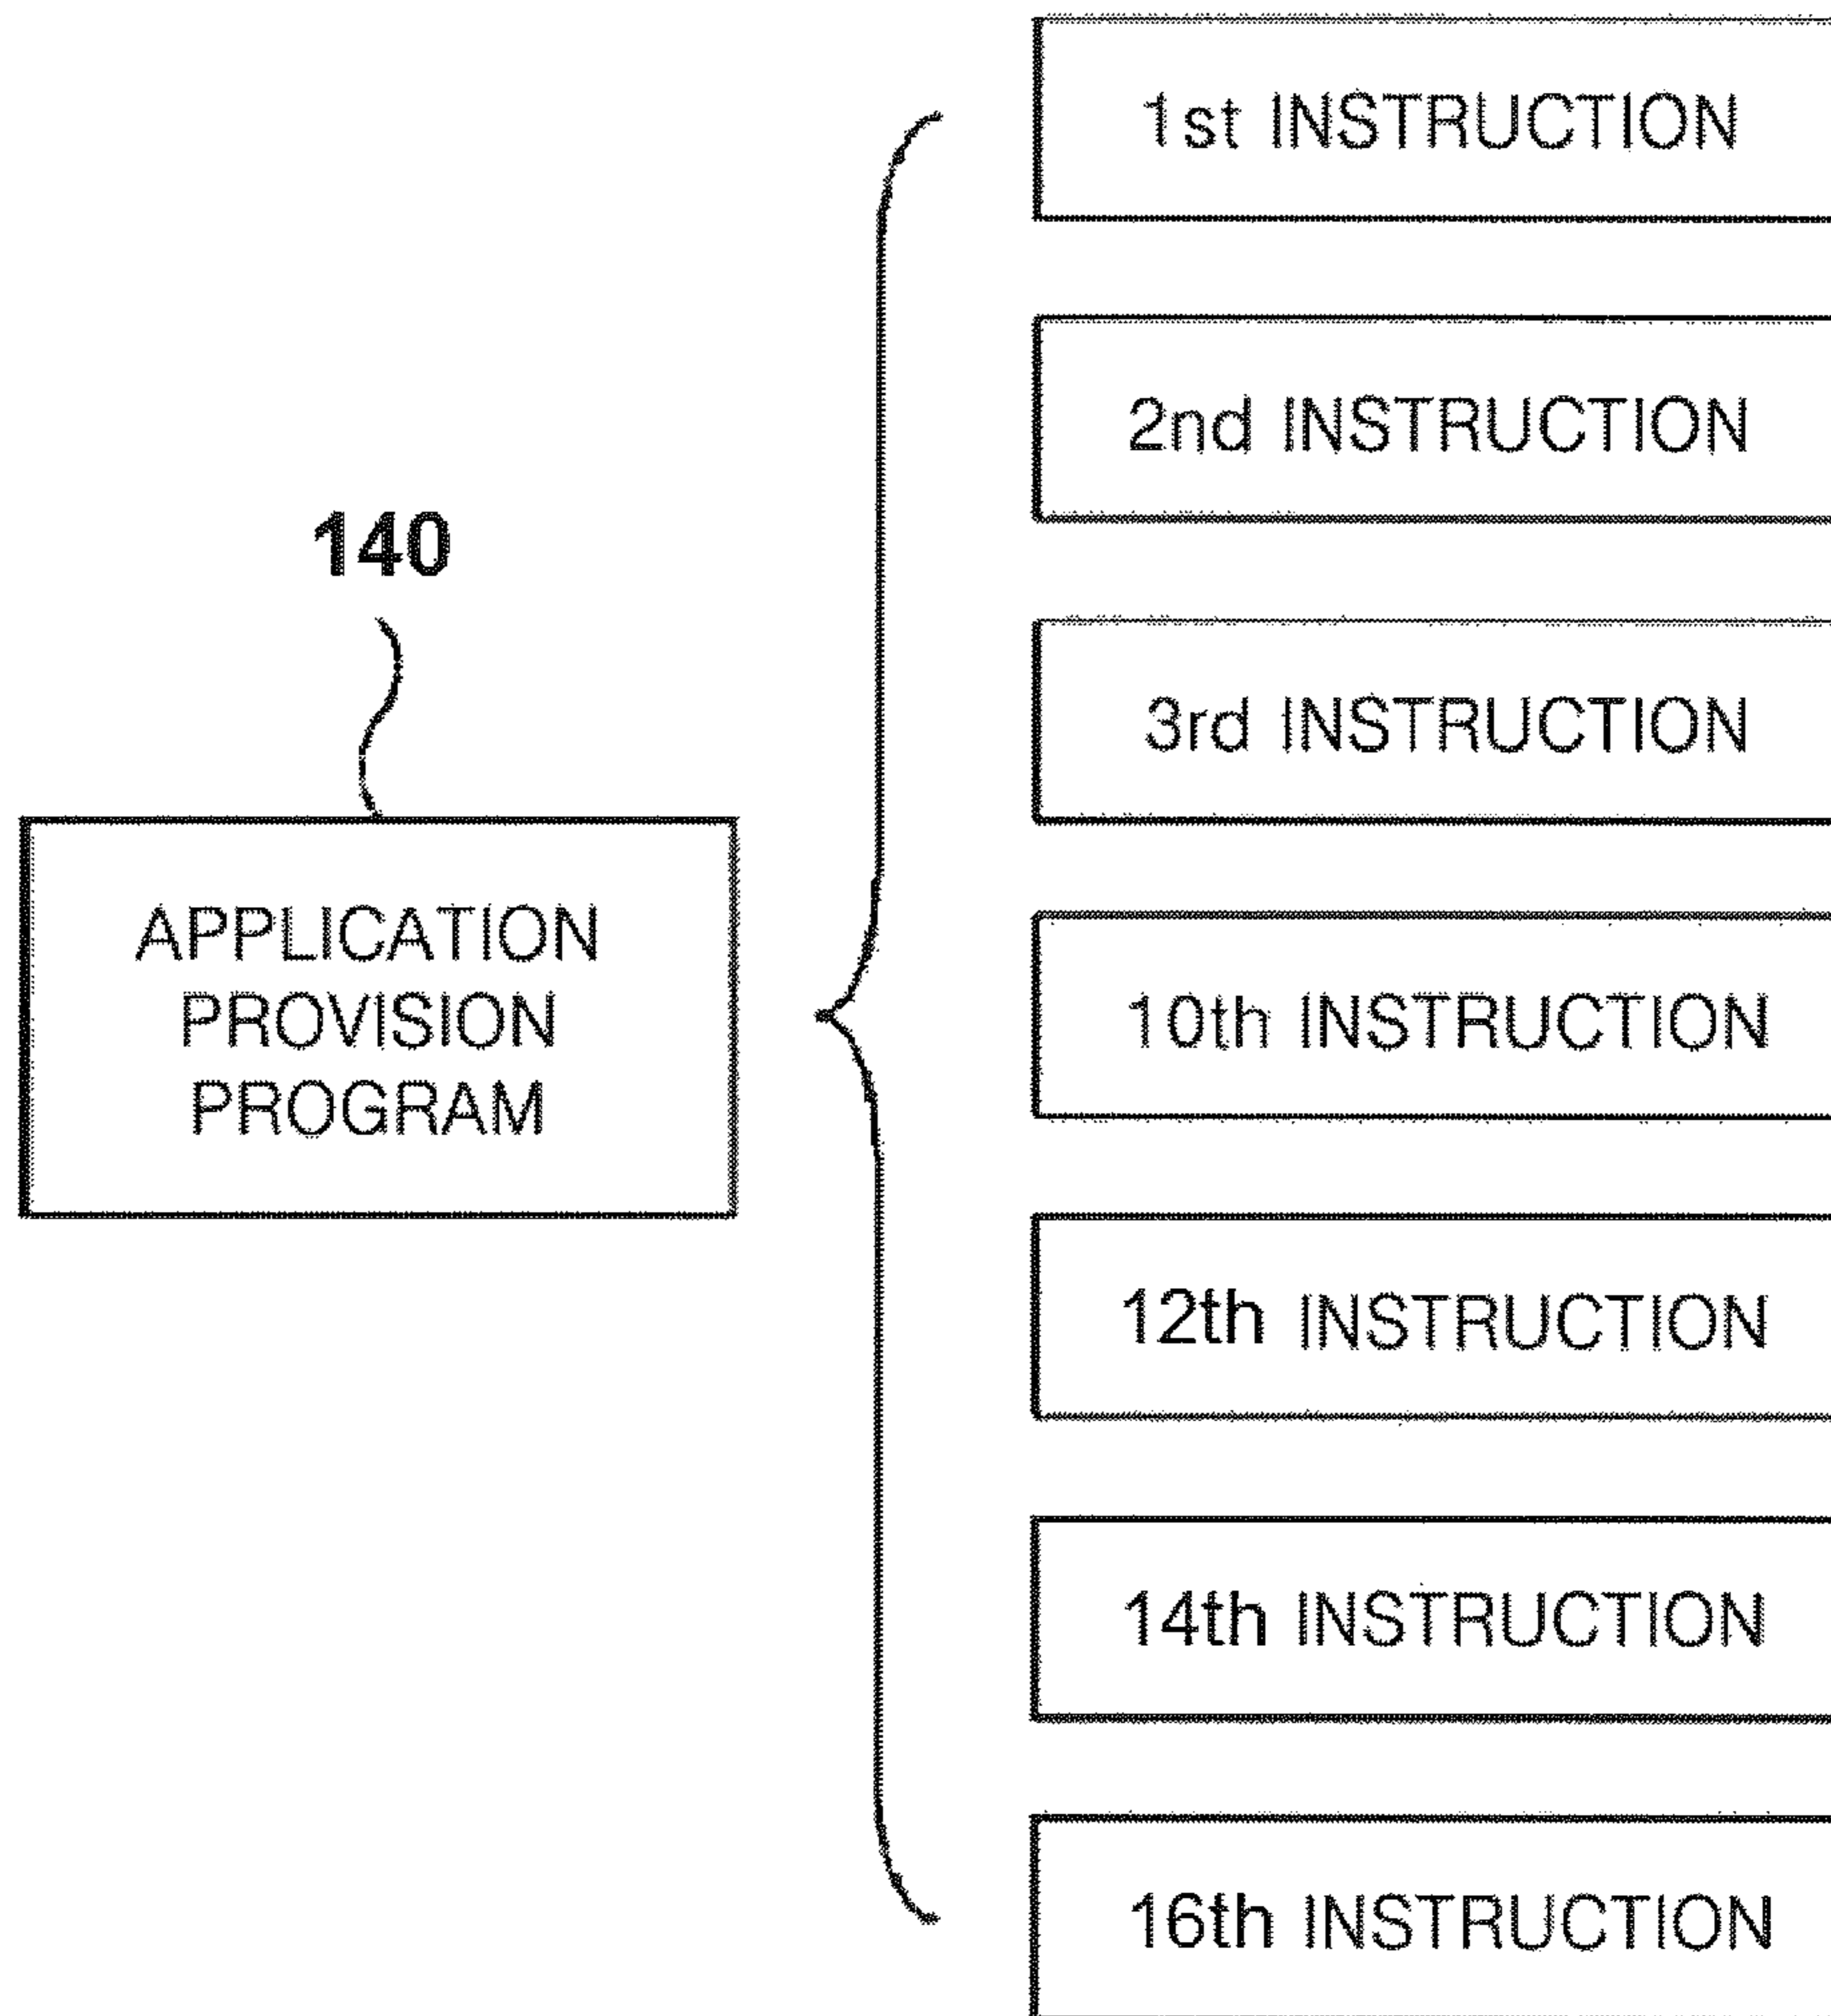 140
APPLICATION
PROVISION
PROGRAM
1st INSTRUCTION
2nd INSTRUCTION
3rd INSTRUCTION
10th INSTRUCTION
12th INSTRUCTION
14th INSTRUCTION
16th INSTRUCTION